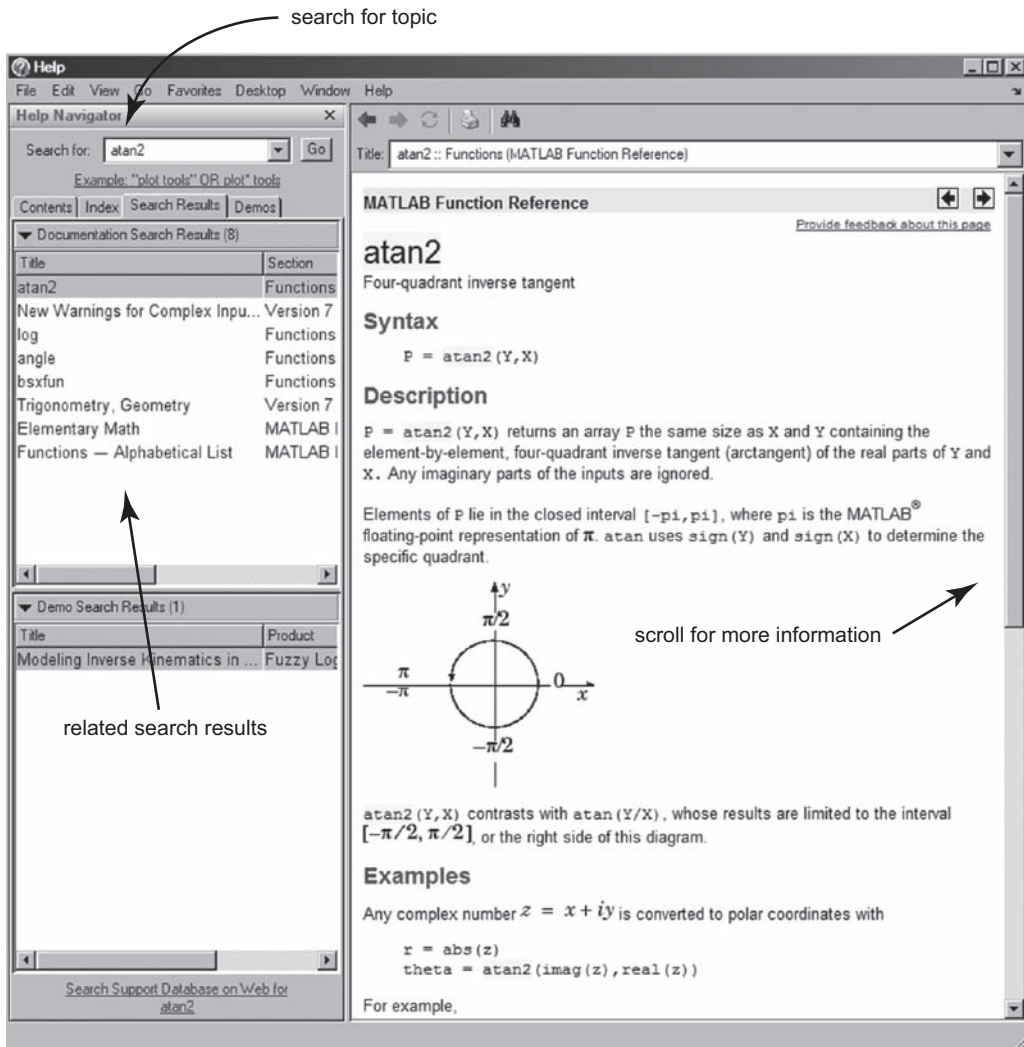 search for topic
Help
File Edit View Go Favorites Desktop Window Help
Help Navigator
Search for: atan2 Go
Example: "plot tools" OR plot* tools
Contents Index Search Results Demos
Documentation Search Results (8)
Title Section
atan2 Functions
New Warnings for Complex Inpu... Version 7
log Functions
angle Functions
bsxfun Functions
Trigonometry, Geometry Version 7
Elementary Math MATLAB
Functions — Alphabetical List MATLAB
Demo Search Results (1)
Title Product
Modeling Inverse Kinematics in ... Fuzzy Log
related search results
Search Support Database on Web for
atan2
Title: atan2 :: Functions (MATLAB Function Reference)
MATLAB Function Reference
Provide feedback about this page
atan2
Four-quadrant inverse tangent
Syntax
P = atan2(Y,X)
Description
P = atan2(Y,X) returns an array P the same size as X and Y containing the
element-by-element, four-quadrant inverse tangent (arctangent) of the real parts of Y and
X. Any imaginary parts of the inputs are ignored.
Elements of P lie in the closed interval [-pi,pi], where pi is the MATLAB®
floating-point representation of π. atan uses sign(Y) and sign(X) to determine the
specific quadrant.
y
π/2
π
−π
0
x
−π/2
scroll for more information
atan2(Y,X) contrasts with atan(Y/X), whose results are limited to the interval
[−π/2, π/2], or the right side of this diagram.
Examples
Any complex number z = x + iy is converted to polar coordinates with
r = abs(z)
theta = atan2(imag(z),real(z))
For example,